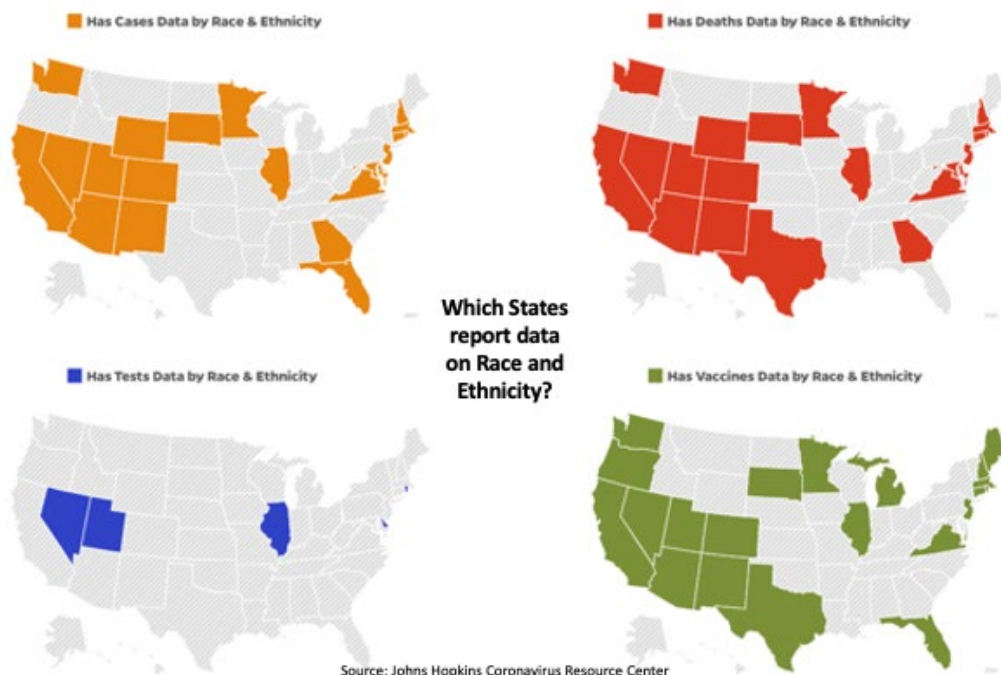 Has Cases Data by Race & Ethnicity
Has Deaths Data by Race & Ethnicity
Which States
report data
on Race and
Ethnicity?
Has Tests Data by Race & Ethnicity
Has Vaccines Data by Race & Ethnicity
Source: Johns Hopkins Coronavirus Resource Center